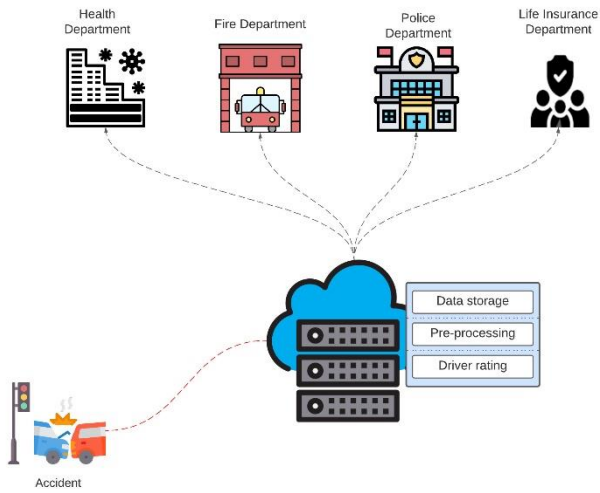 Health
Department
Fire Department
Police
Department
Life Insurance
Department
Data storage
Pre-processing
Driver rating
Accident